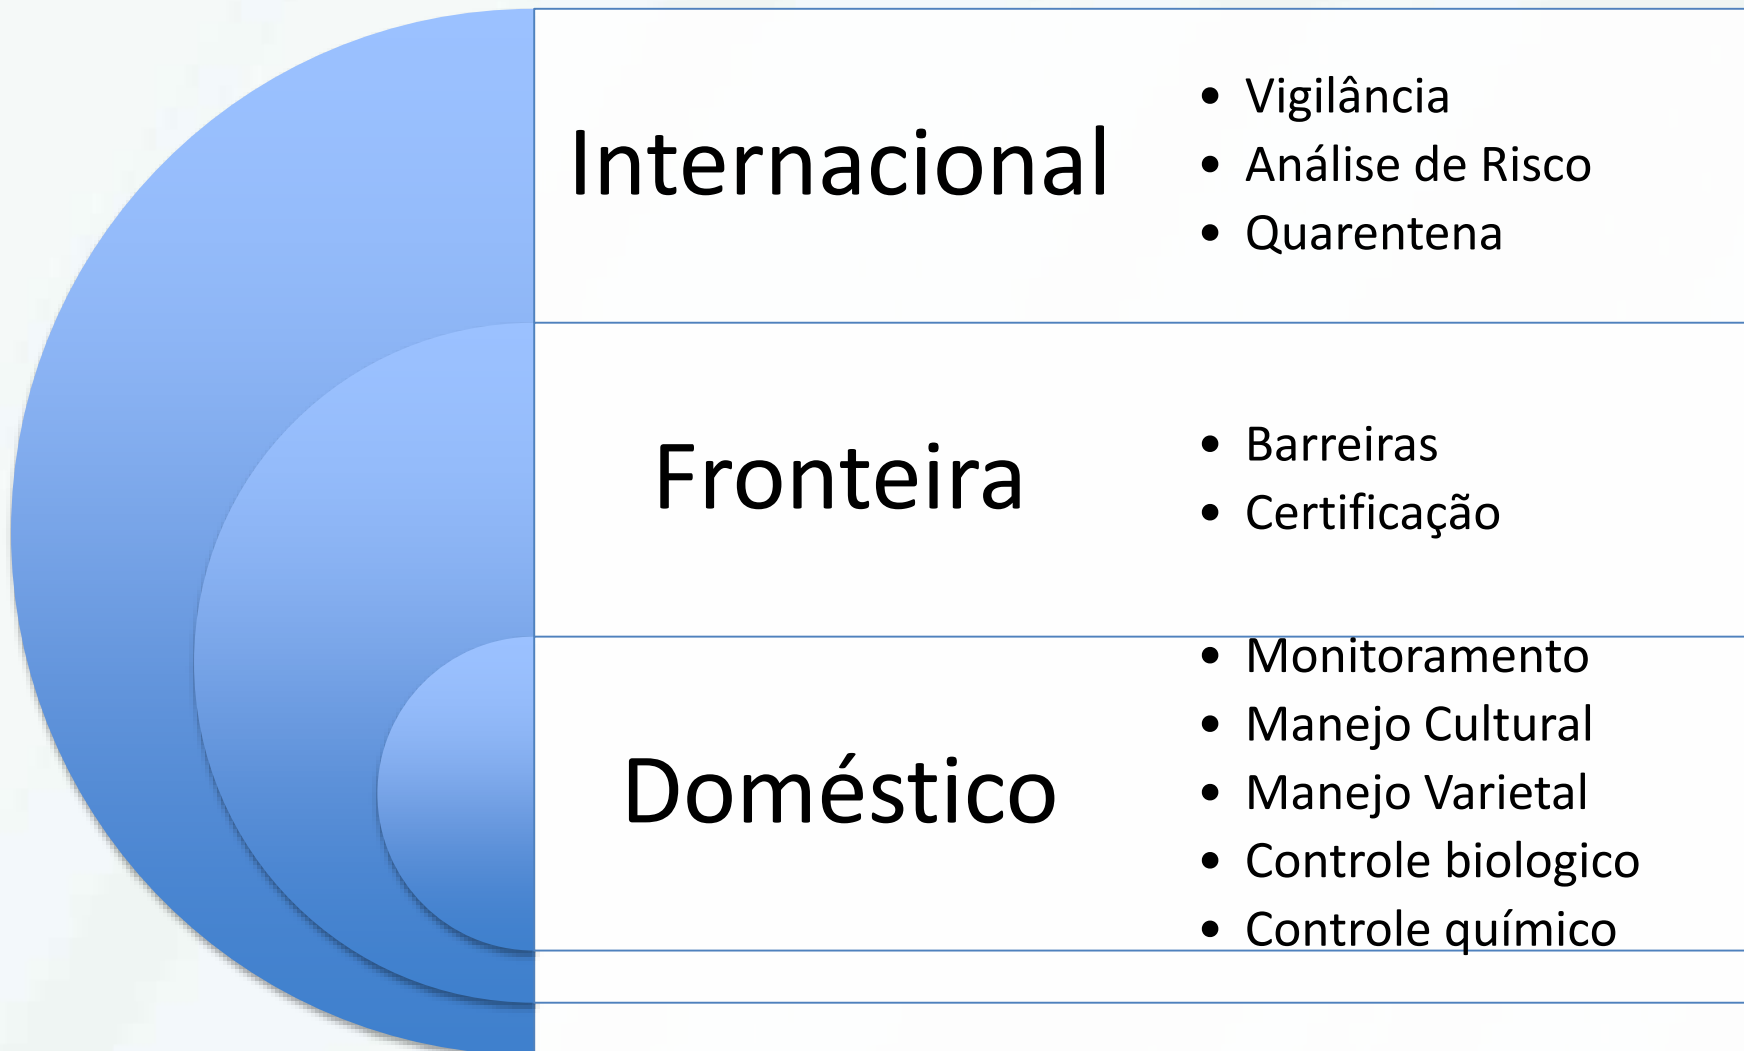 Internacional
• Vigilância
• Análise de Risco
• Quarentena
Fronteira
• Barreiras
• Certificação
Doméstico
• Monitoramento
• Manejo Cultural
• Manejo Varietal
• Controle biologico
• Controle químico